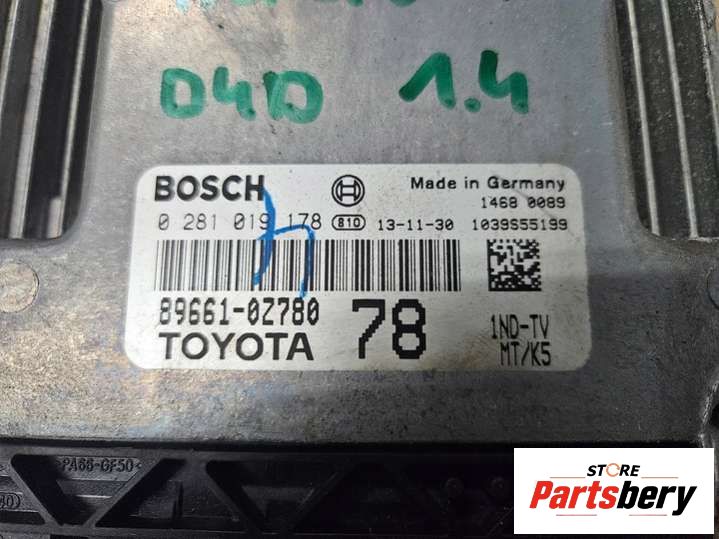 D4D 1.4
BOSCH
Made in Germany
1468 0089
0 281 019 178 810 13-11-30 1039S55199
89661-0Z780
78
1ND-TV
TOYOTA
MT/K5
>PA66-GF50<
STORE
Partsbery